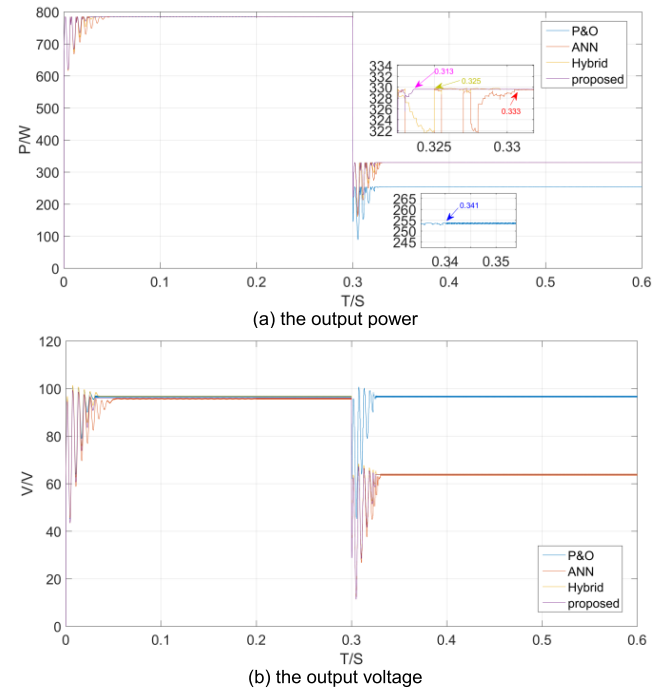 800
700
600
500
400
300
200
100
0
P/W
0 0.1 0.2 0.3 0.4 0.5 0.6
T/S
P&O
ANN
Hybrid
proposed
334
332
330
328
326
324
322
0.313
0.325
0.333
0.325 0.33
265
260
255
250
245
0.341
0.34 0.35
(a) the output power
120
100
80
60
40
20
0
V/V
0 0.1 0.2 0.3 0.4 0.5 0.6
T/S
P&O
ANN
Hybrid
proposed
(b) the output voltage